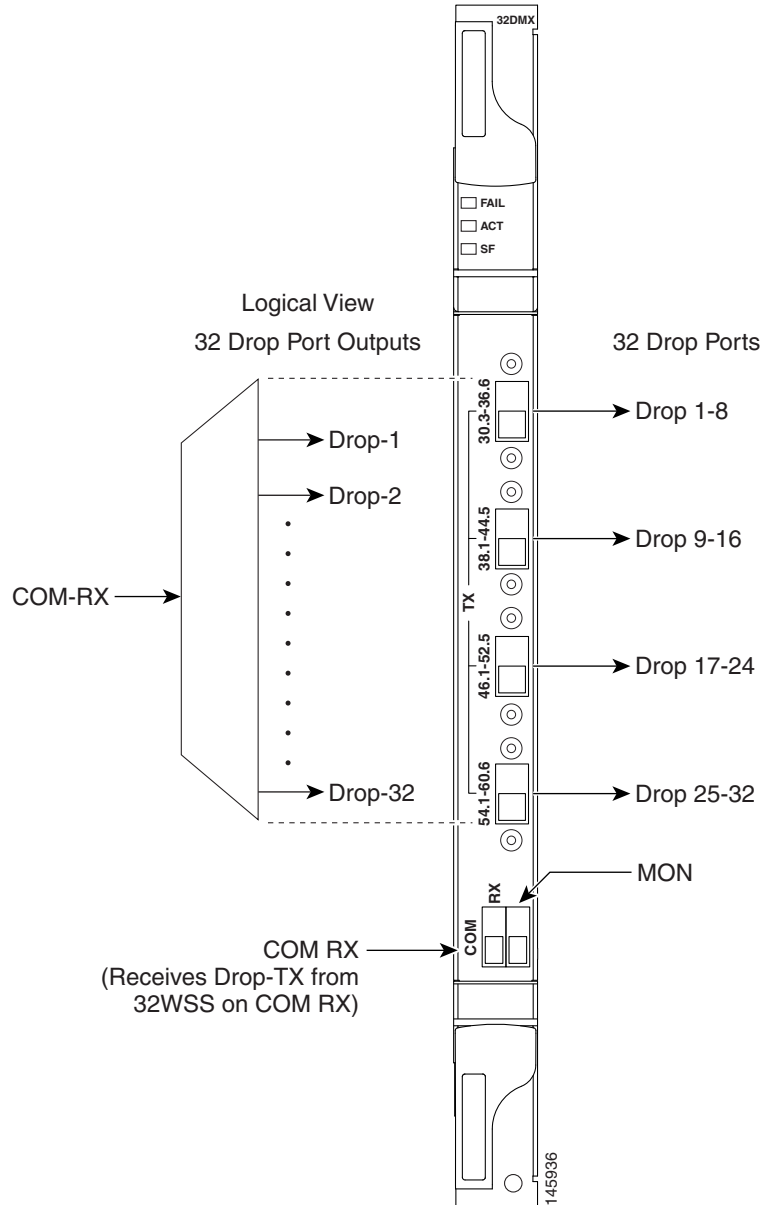 32DMX
FAIL
ACT
SF
Logical View
32 Drop Port Outputs
32 Drop Ports
30.3-36.6
Drop 1-8
Drop-1
Drop-2
38.1-44.5
Drop 9-16
COM-RX
TX
46.1-52.5
Drop 17-24
Drop-32
54.1-60.6
Drop 25-32
MON
RX
COM
COM RX
(Receives Drop-TX from
32WSS on COM RX)
145936